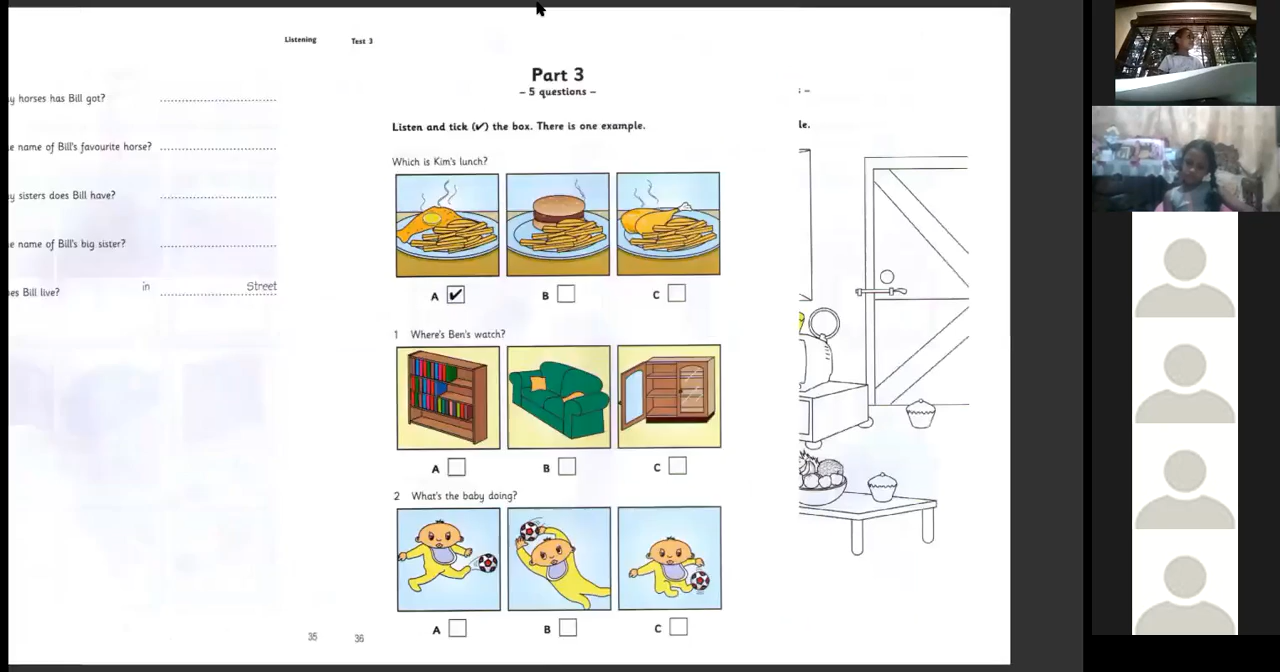 y horses has Bill got? ................................
e name of Bill's favourite horse? ................................
y sisters does Bill have? ................................
e name of Bill's big sister? ................................
es Bill live? in ................................ Street
35
Listening Test 3
Part 3
– 5 questions –
Listen and tick (✔) the box. There is one example.
Which is Kim's lunch?
A ✔ B C
1 Where's Ben's watch?
A B C
2 What's the baby doing?
A B C
36
le.